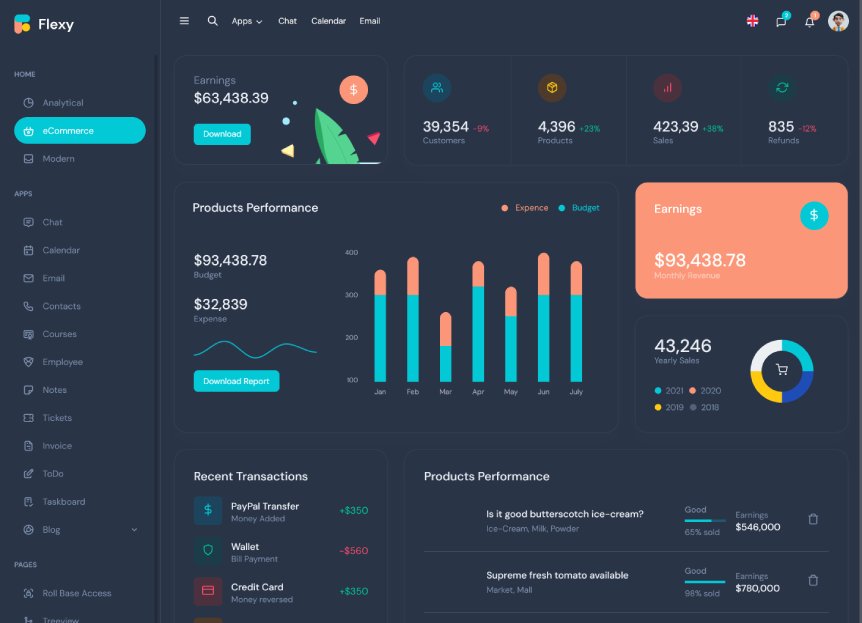 Flexy
Apps
Chat
Calendar
Email
HOME
Analytical
eCommerce
Modern
APPS
Chat
Calendar
Email
Contacts
Courses
Employee
Notes
Tickets
Invoice
ToDo
Taskboard
Blog
PAGES
Roll Base Access
Treeview
Earnings
$63,438.39
Download
39,354 -9%
Customers
4,396 +23%
Products
423,39 +38%
Sales
835 -12%
Refunds
Products Performance
Expence
Budget
$93,438.78
Budget
$32,839
Expense
Download Report
400
300
200
100
Jan Feb Mar Apr May Jun July
Earnings
$
$93,438.78
Monthly Revenue
43,246
Yearly Sales
2021 2020
2019 2018
Recent Transactions
PayPal Transfer
Money Added
+$350
Wallet
Bill Payment
-$560
Credit Card
Money reversed
+$350
Products Performance
Is it good butterscotch ice-cream?
Ice-Cream, Milk, Powder
Good
65% sold
Earnings
$546,000
Supreme fresh tomato available
Market, Mall
Good
98% sold
Earnings
$780,000